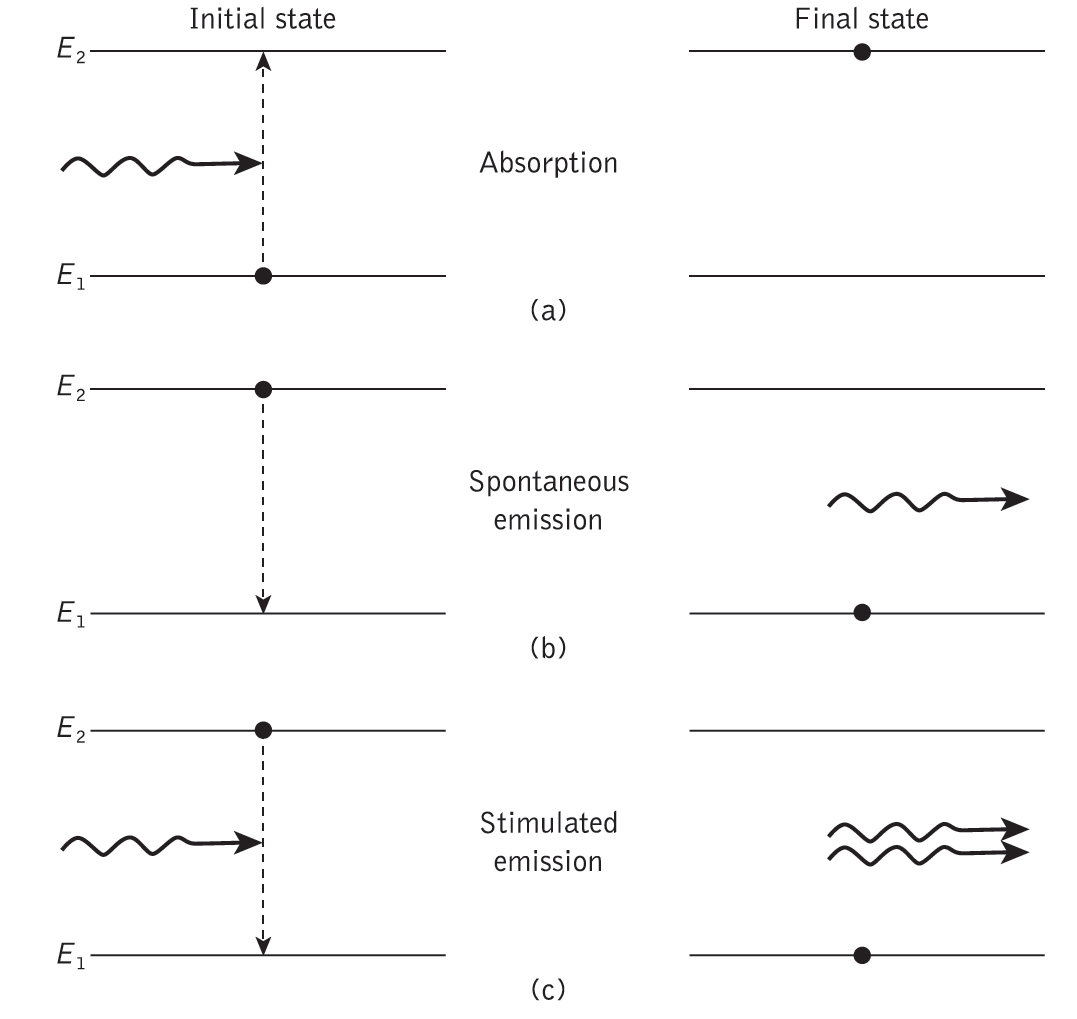 Initial state
Final state
E2
Absorption
E1
(a)
E2
Spontaneous
emission
E1
(b)
E2
Stimulated
emission
E1
(c)